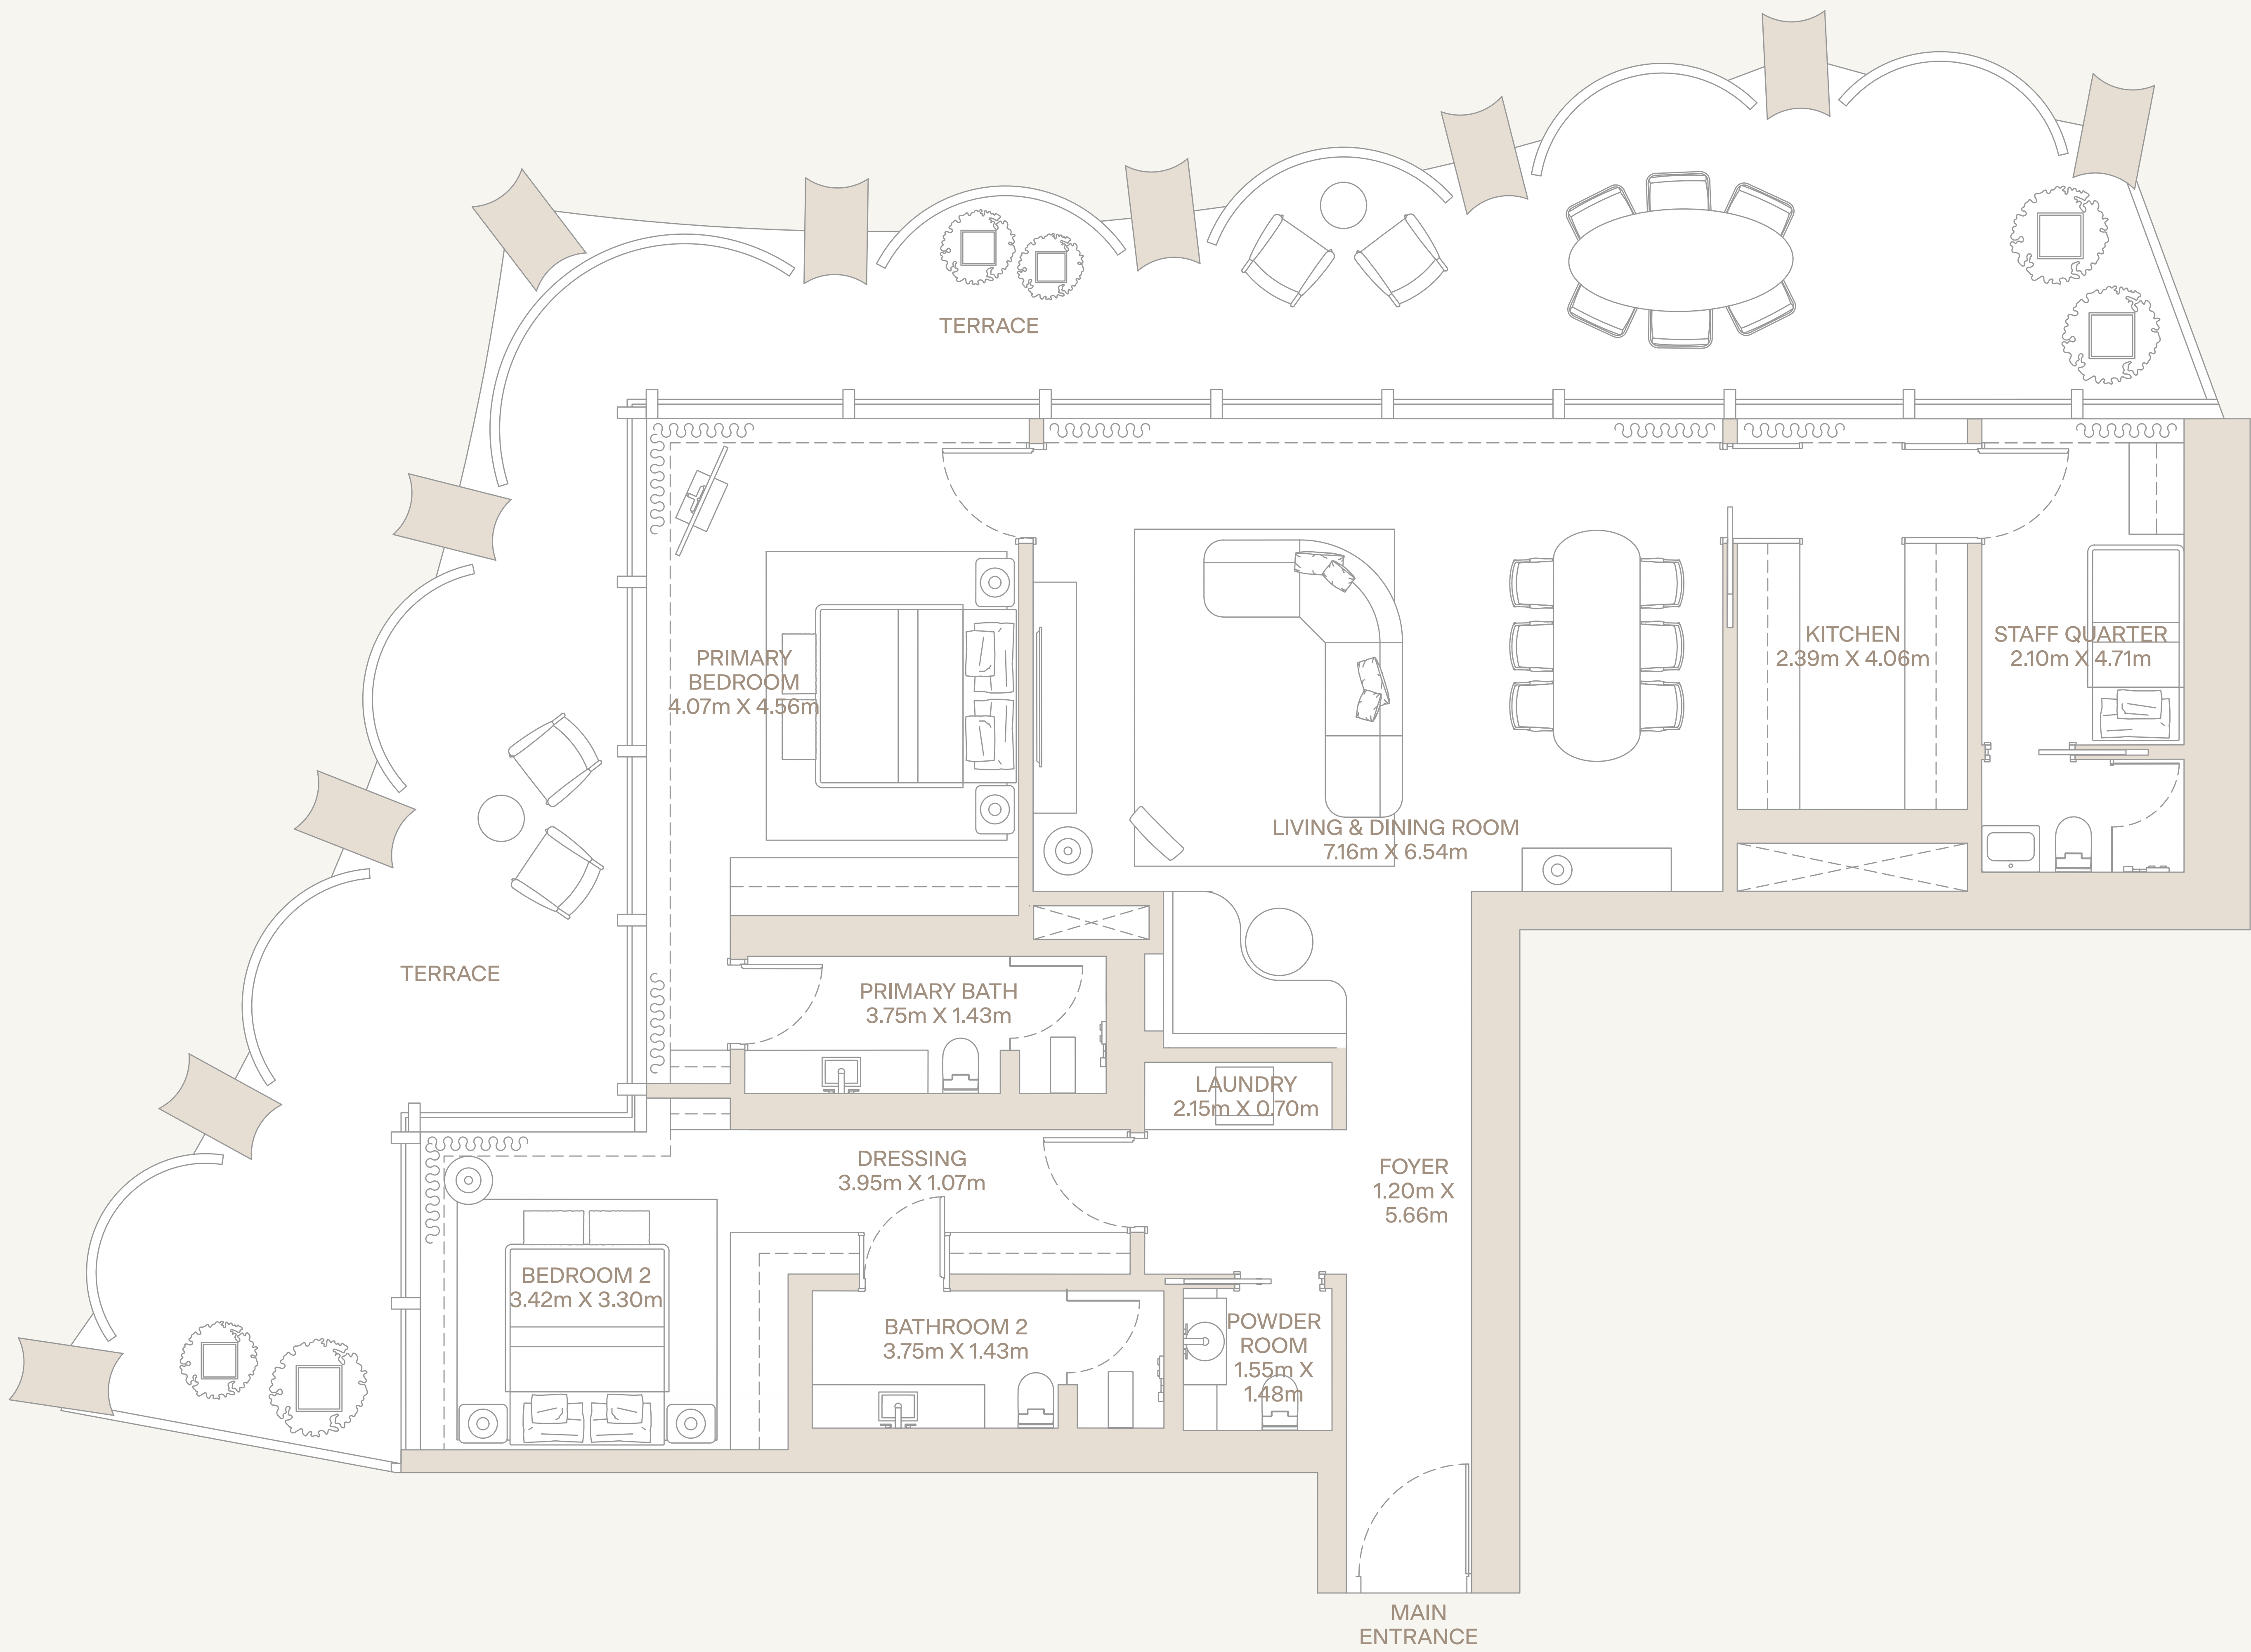 TERRACE
PRIMARY
BEDROOM
4.07m X 4.56m
KITCHEN
2.39m X 4.06m
STAFF QUARTER
2.10m X 4.71m
LIVING & DINING ROOM
7.16m X 6.54m
TERRACE
PRIMARY BATH
3.75m X 1.43m
LAUNDRY
2.15m X 0.70m
DRESSING
3.95m X 1.07m
FOYER
1.20m X
5.66m
BEDROOM 2
3.42m X 3.30m
BATHROOM 2
3.75m X 1.43m
POWDER
ROOM
1.55m X
1.48m
MAIN
ENTRANCE